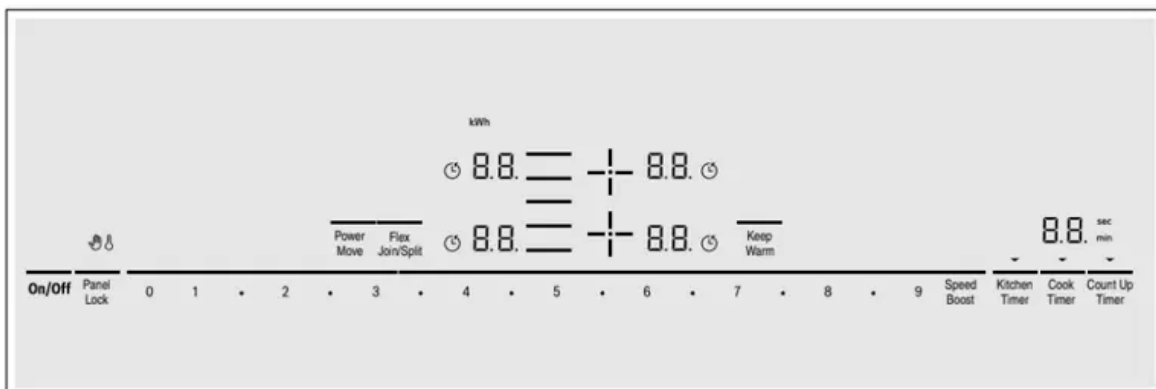 kWh
8.8. 8.8.
8.8. 8.8.
Power Move
Flex Join/Split
Keep Warm
8.8. sec
min
On/Off
Panel Lock
0 1 • 2 • 3 • 4 • 5 • 6 • 7 • 8 • 9
Speed Boost
Kitchen Timer
Cook Timer
Count Up Timer